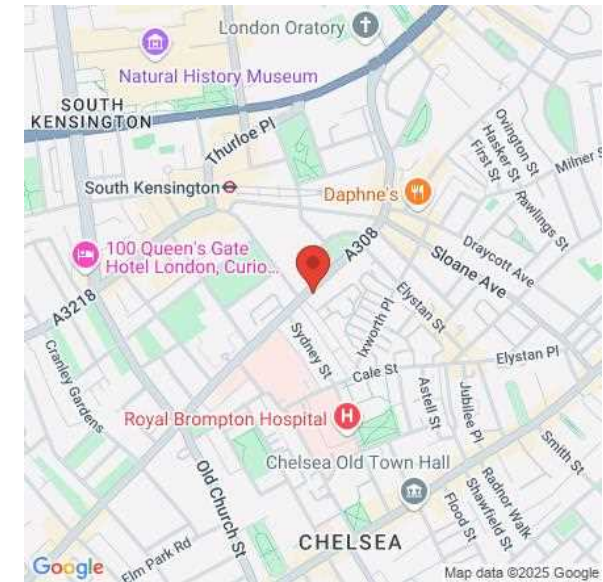 London Oratory
Natural History Museum
SOUTH
KENSINGTON
Thurloe Pl
Ovington St
Hasker St
First St
Milner S
South Kensington
Daphne's
Rawlings St
100 Queen's Gate
Hotel London, Curio...
A308
Draycott Ave
Sloane Ave
A3218
Elystan St
Ixworth Pl
Sydney St
Cranley Gardens
Elystan Pl
Cale St
Astell St
Jubilee Pl
Royal Brompton Hospital
H
Smith St
Chelsea Old Town Hall
Old Church St
Radnor Walk
Shawfield St
Flood St
CHELSEA
Elm Park Rd
Google
Map data ©2025 Google